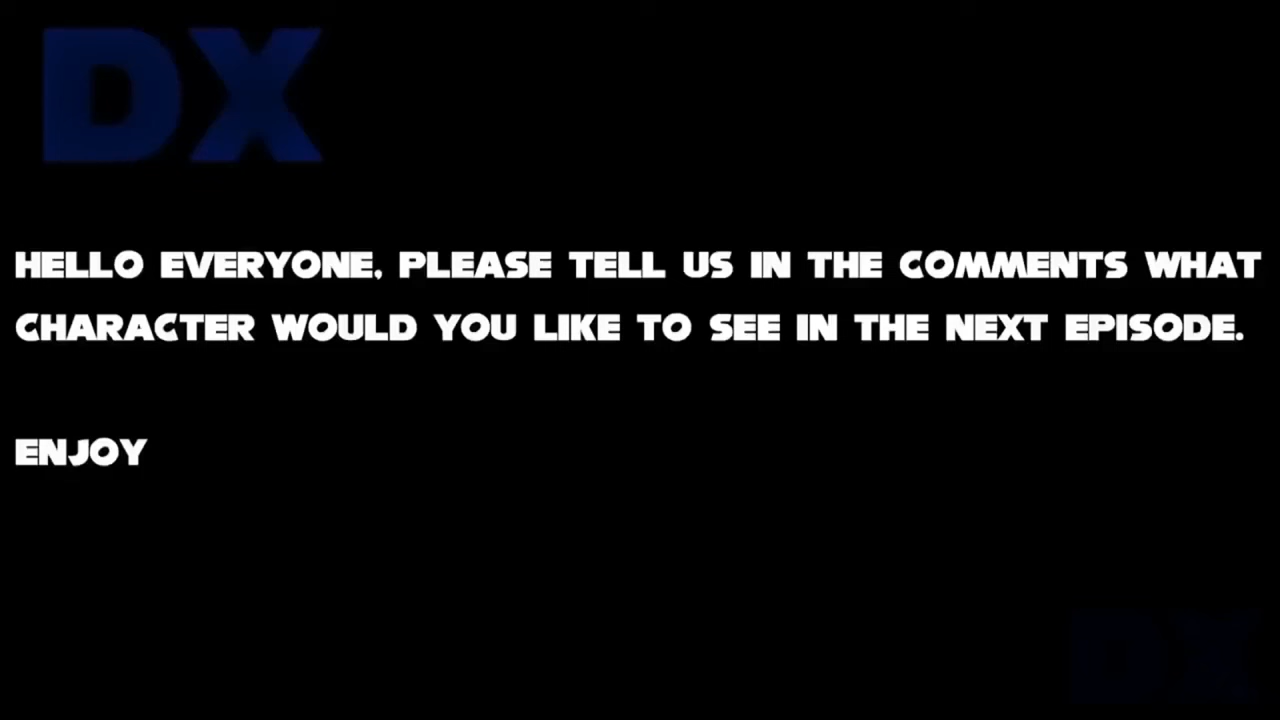 DX
HELLO EVERYONE, PLEASE TELL US IN THE COMMENTS WHAT
CHARACTER WOULD YOU LIKE TO SEE IN THE NEXT EPISODE.
ENJOY
DX